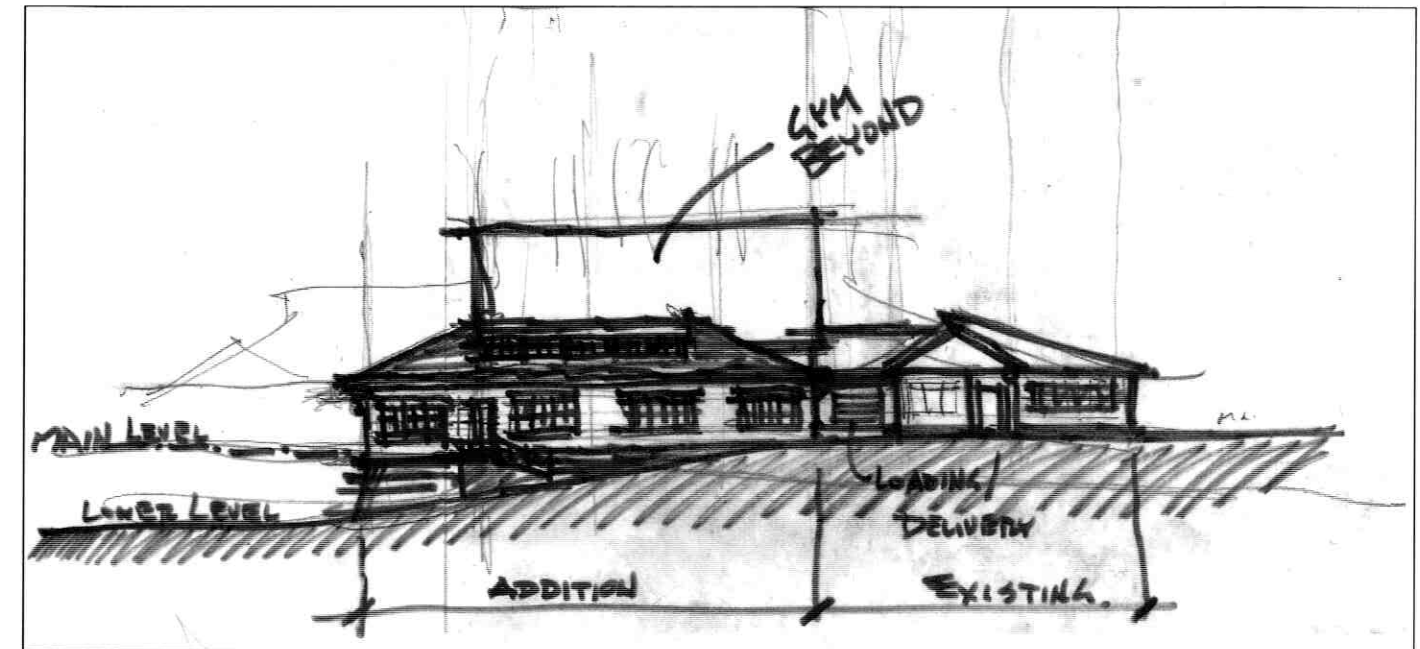 GYM
BEYOND
MAIN LEVEL
LOWER LEVEL
LOADING/
DELIVERY
ADDITION
EXISTING.